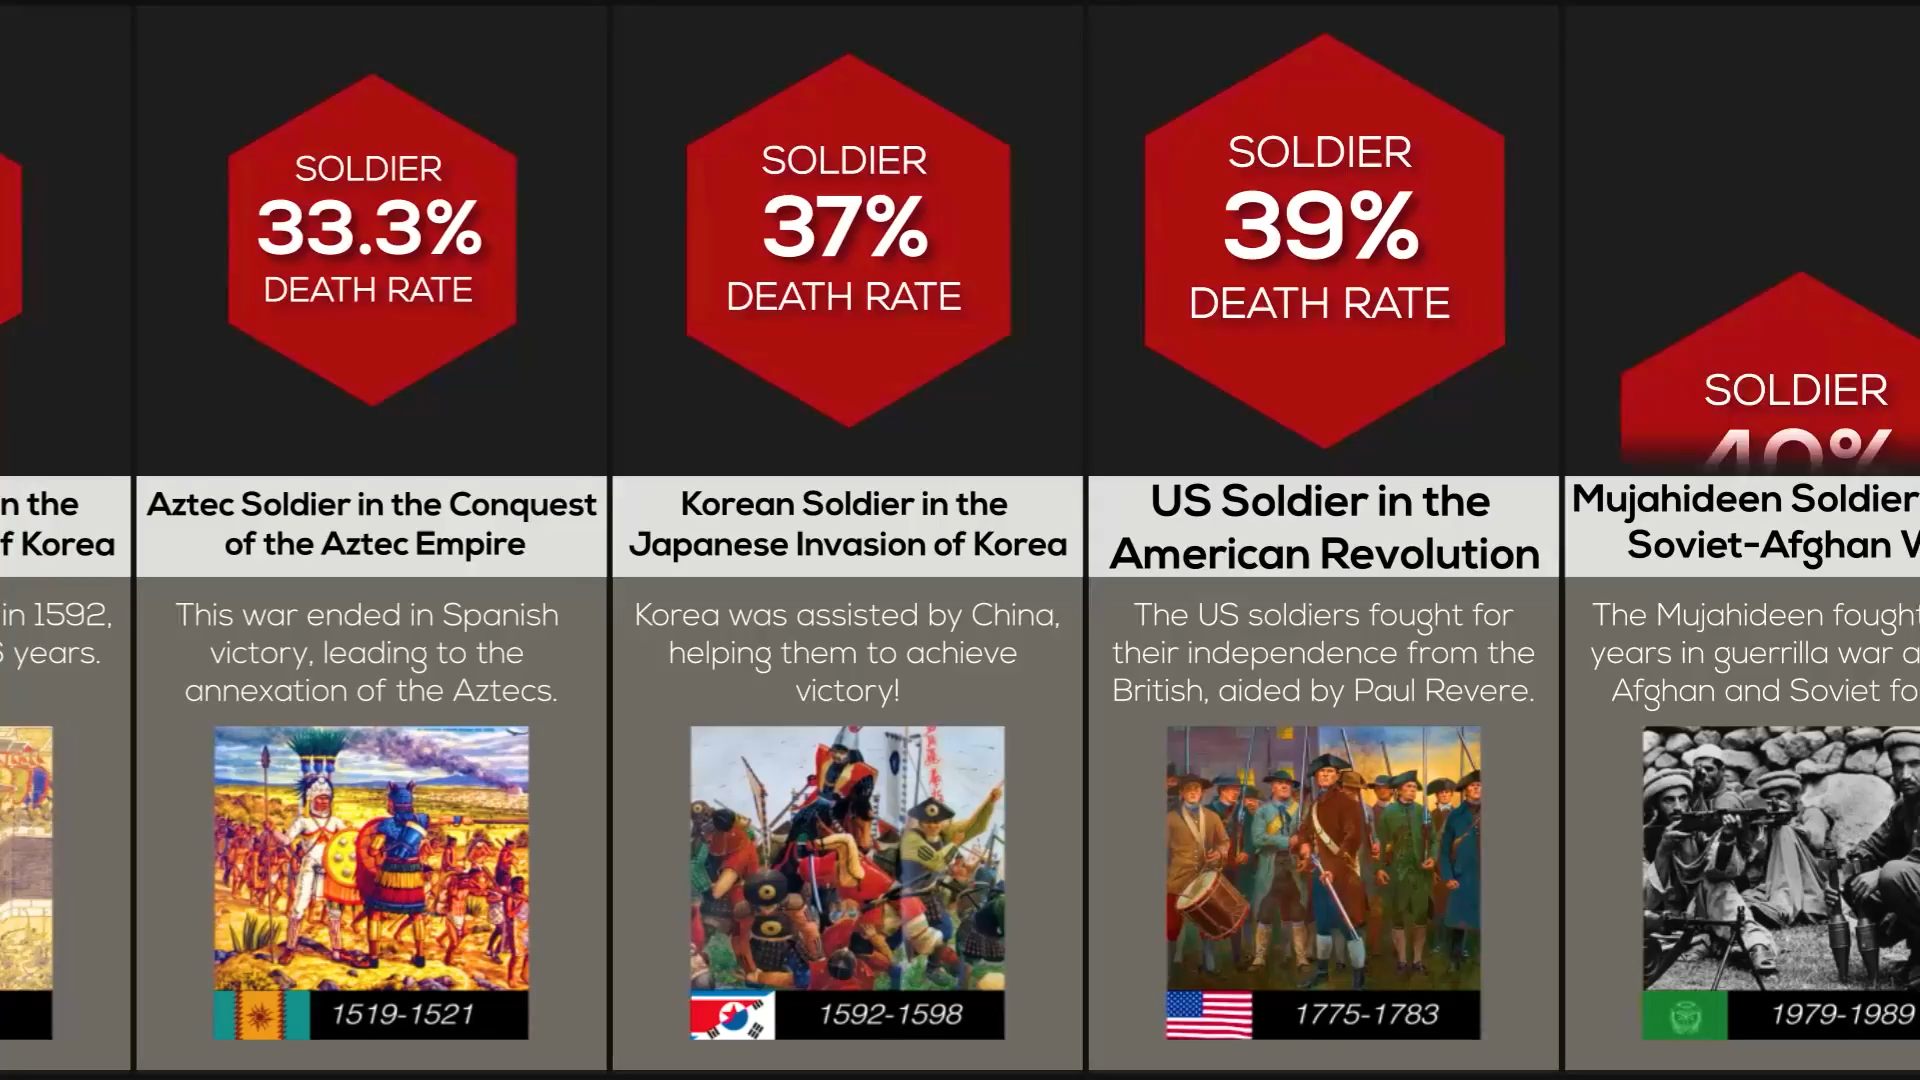 n the
f Korea
in 1592,
6 years.
SOLDIER
33.3%
DEATH RATE
Aztec Soldier in the Conquest
of the Aztec Empire
This war ended in Spanish
victory, leading to the
annexation of the Aztecs.
1519-1521
SOLDIER
37%
DEATH RATE
Korean Soldier in the
Japanese Invasion of Korea
Korea was assisted by China,
helping them to achieve
victory!
1592-1598
SOLDIER
39%
DEATH RATE
US Soldier in the
American Revolution
The US soldiers fought for
their independence from the
British, aided by Paul Revere.
1775-1783
SOLDIER
40%
Mujahideen Soldier
Soviet-Afghan
The Mujahideen fought
years in guerrilla war a
Afghan and Soviet fo
1979-1989